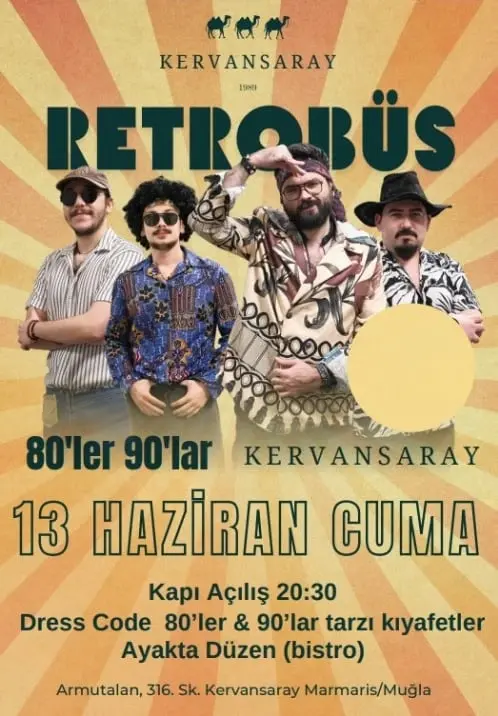 KERVANSARAY
1989
RETROBÜS
80'ler 90'lar KERVANSARAY
13 HAZİRAN CUMA
Kapı Açılış 20:30
Dress Code 80’ler & 90’lar tarzı kıyafetler
Ayakta Düzen (bistro)
Armutalan, 316. Sk. Kervansaray Marmaris/Muğla